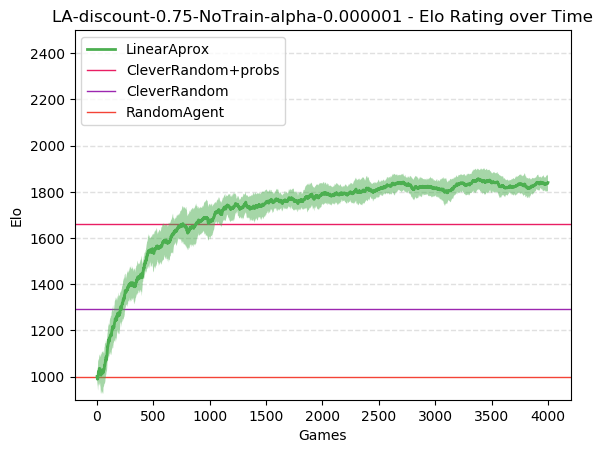 LA-discount-0.75-NoTrain-alpha-0.000001 - Elo Rating over Time
LinearAprox
CleverRandom+probs
CleverRandom
RandomAgent
2400
2200
2000
1800
1600
1400
1200
1000
Elo
0
500
1000
1500
2000
2500
3000
3500
4000
Games